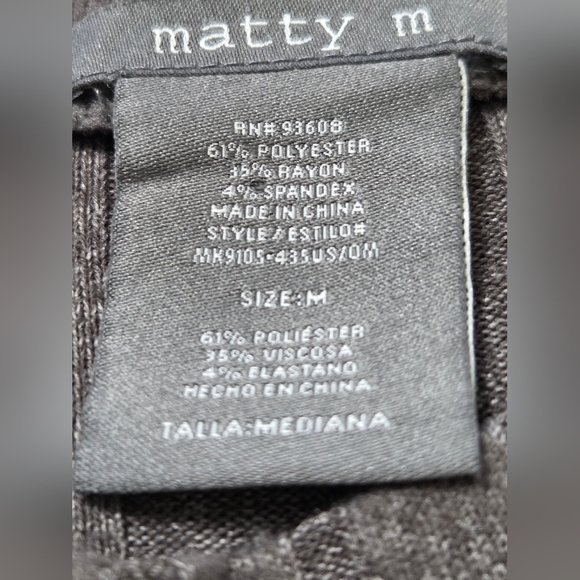 matty m
RN# 93608
61% POLYESTER
35% RAYON
4% SPANDEX
MADE IN CHINA
STYLE/ESTILO#
MK9105-435US/OM
SIZE:M
61% POLIÉSTER
35% VISCOSA
4% ELASTANO
HECHO EN CHINA
TALLA:MEDIANA